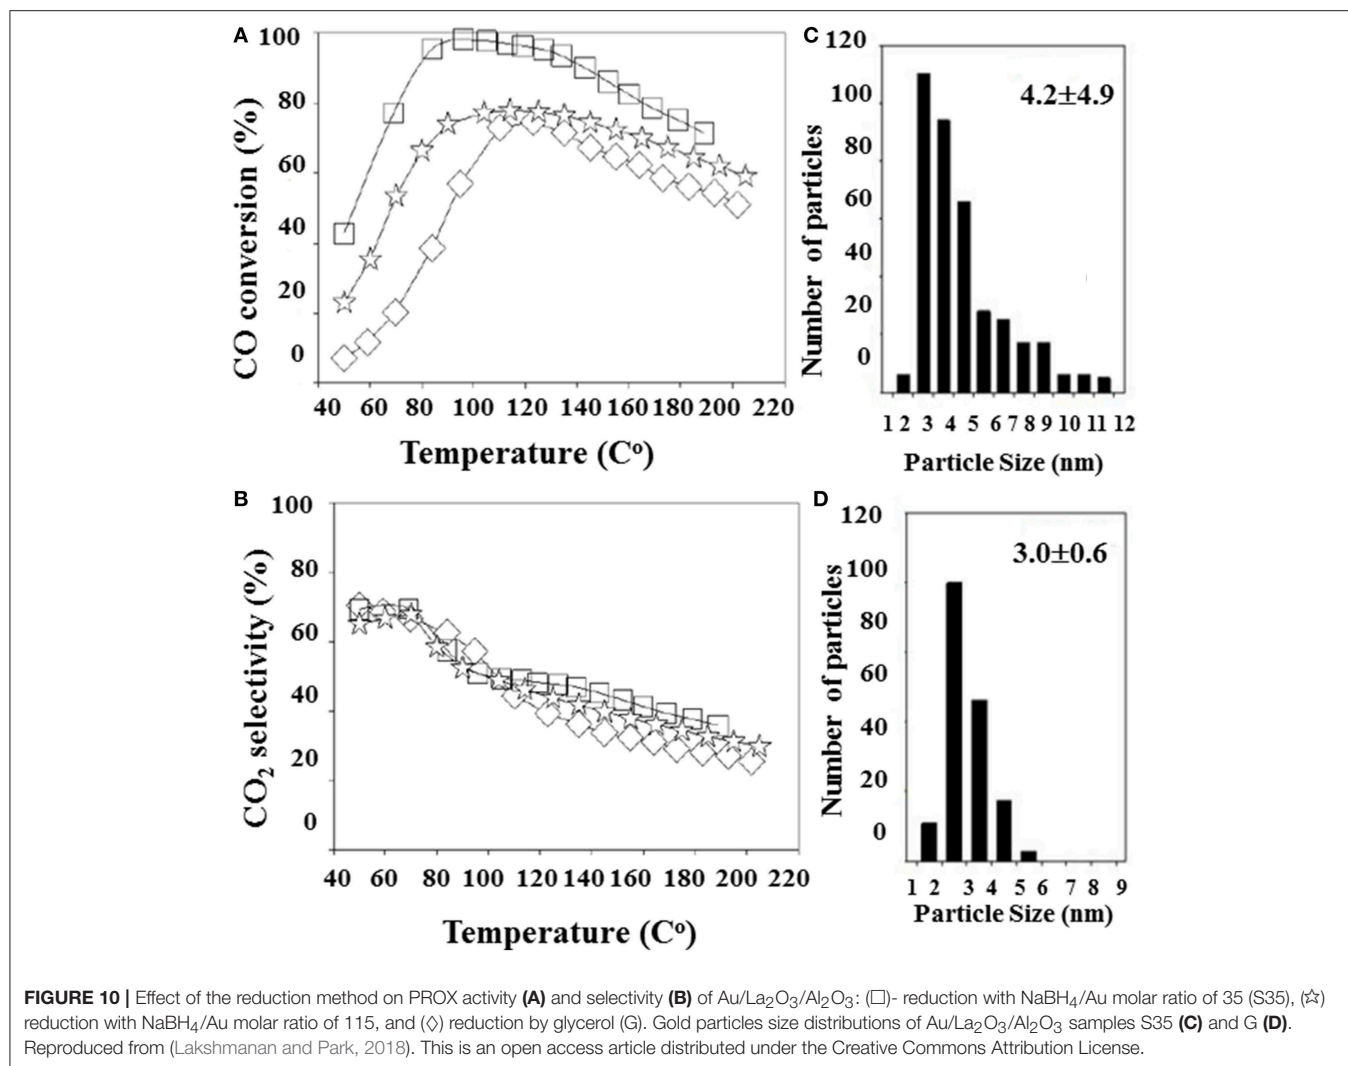 A
100
80
60
40
20
0
CO conversion (%)
40 60 80 100 120 140 160 180 200 220
Temperature (Cº)
C
120
100
80
60
40
20
0
Number of particles
4.2±4.9
1 2 3 4 5 6 7 8 9 10 11 12
Particle Size (nm)
B
100
80
60
40
20
0
CO₂ selectivity (%)
40 60 80 100 120 140 160 180 200 220
Temperature (Cº)
D
120
100
80
60
40
20
0
Number of particles
3.0±0.6
1 2 3 4 5 6 7 8 9
Particle Size (nm)
FIGURE 10 | Effect of the reduction method on PROX activity (A) and selectivity (B) of Au/La₂O₃/Al₂O₃: (□)- reduction with NaBH₄/Au molar ratio of 35 (S35), (☆)
reduction with NaBH₄/Au molar ratio of 115, and (◊) reduction by glycerol (G). Gold particles size distributions of Au/La₂O₃/Al₂O₃ samples S35 (C) and G (D).
Reproduced from (Lakshmanan and Park, 2018). This is an open access article distributed under the Creative Commons Attribution License.